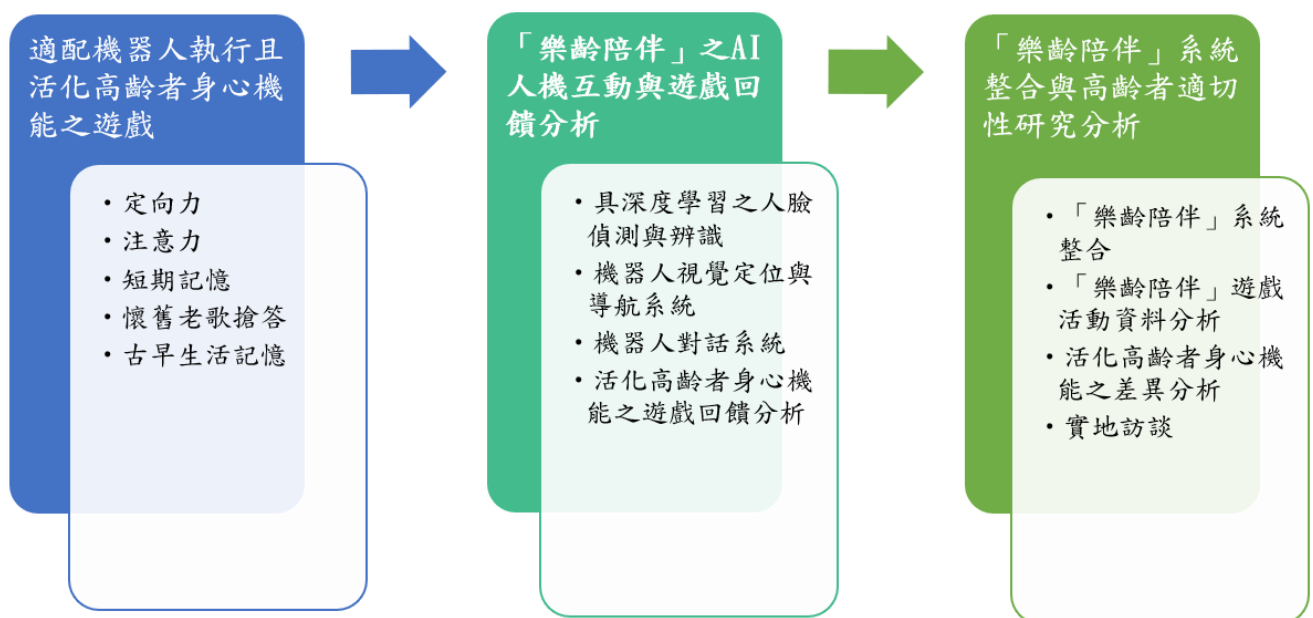 適配機器人執行且
活化高齡者身心機
能之遊戲
・定向力
・注意力
・短期記憶
・懷舊老歌搶答
・古早生活記憶
「樂齡陪伴」之AI
人機互動與遊戲回
饋分析
・具深度學習之人臉
偵測與辨識
・機器人視覺定位與
導航系統
・機器人對話系統
・活化高齡者身心機
能之遊戲回饋分析
「樂齡陪伴」系統
整合與高齡者適切
性研究分析
・「樂齡陪伴」系統
整合
・「樂齡陪伴」遊戲
活動資料分析
・活化高齡者身心機
能之差異分析
・實地訪談